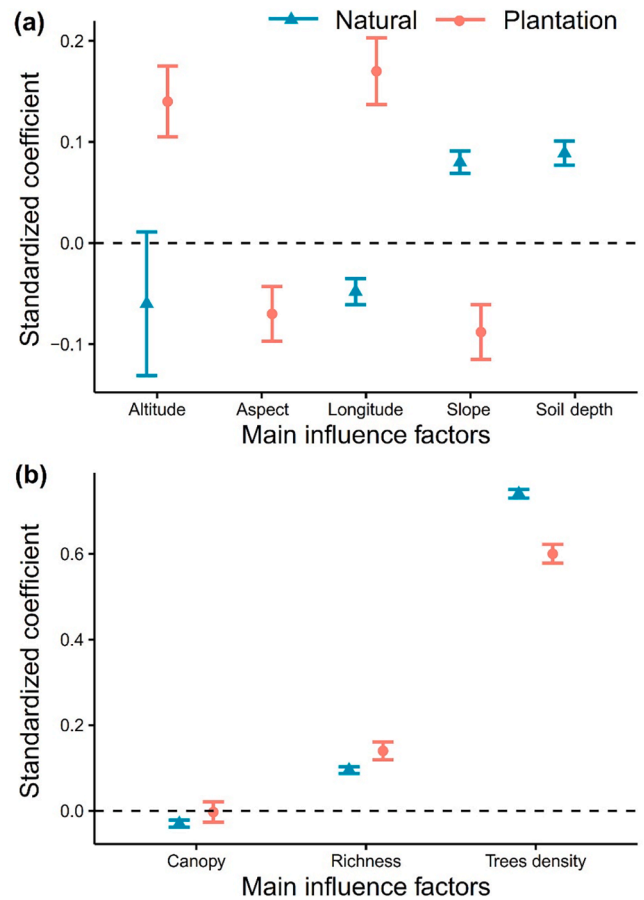 (a)
Natural Plantation
Standardized coefficient
0.2
0.1
0.0
−0.1
Altitude Aspect Longitude Slope Soil depth
Main influence factors
(b)
Standardized coefficient
0.6
0.4
0.2
0.0
Canopy Richness Trees density
Main influence factors